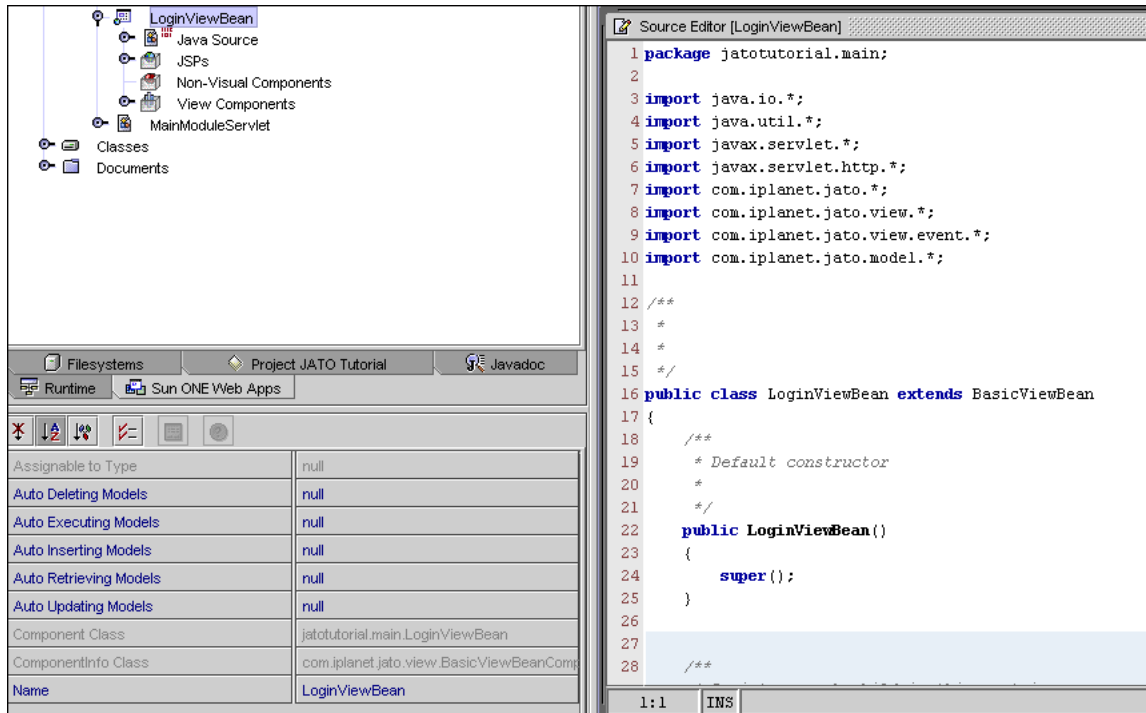 LoginViewBean
Java Source
JSPs
Non-Visual Components
View Components
MainModuleServlet
Classes
Documents
Filesystems Project JATO Tutorial Javadoc
Runtime Sun ONE Web Apps
Assignable to Type null
Auto Deleting Models null
Auto Executing Models null
Auto Inserting Models null
Auto Retrieving Models null
Auto Updating Models null
Component Class jatotutorial.main.LoginViewBean
ComponentInfo Class com.iplanet.jato.view.BasicViewBeanComp
Name LoginViewBean
Source Editor [LoginViewBean]
1 package jatotutorial.main;
2
3 import java.io.*;
4 import java.util.*;
5 import javax.servlet.*;
6 import javax.servlet.http.*;
7 import com.iplanet.jato.*;
8 import com.iplanet.jato.view.*;
9 import com.iplanet.jato.view.event.*;
10 import com.iplanet.jato.model.*;
11
12 /**
13 *
14 *
15 */
16 public class LoginViewBean extends BasicViewBean
17 {
18 /**
19 * Default constructor
20 *
21 */
22 public LoginViewBean()
23 {
24 super();
25 }
26
27
28 /**
1:1 INS